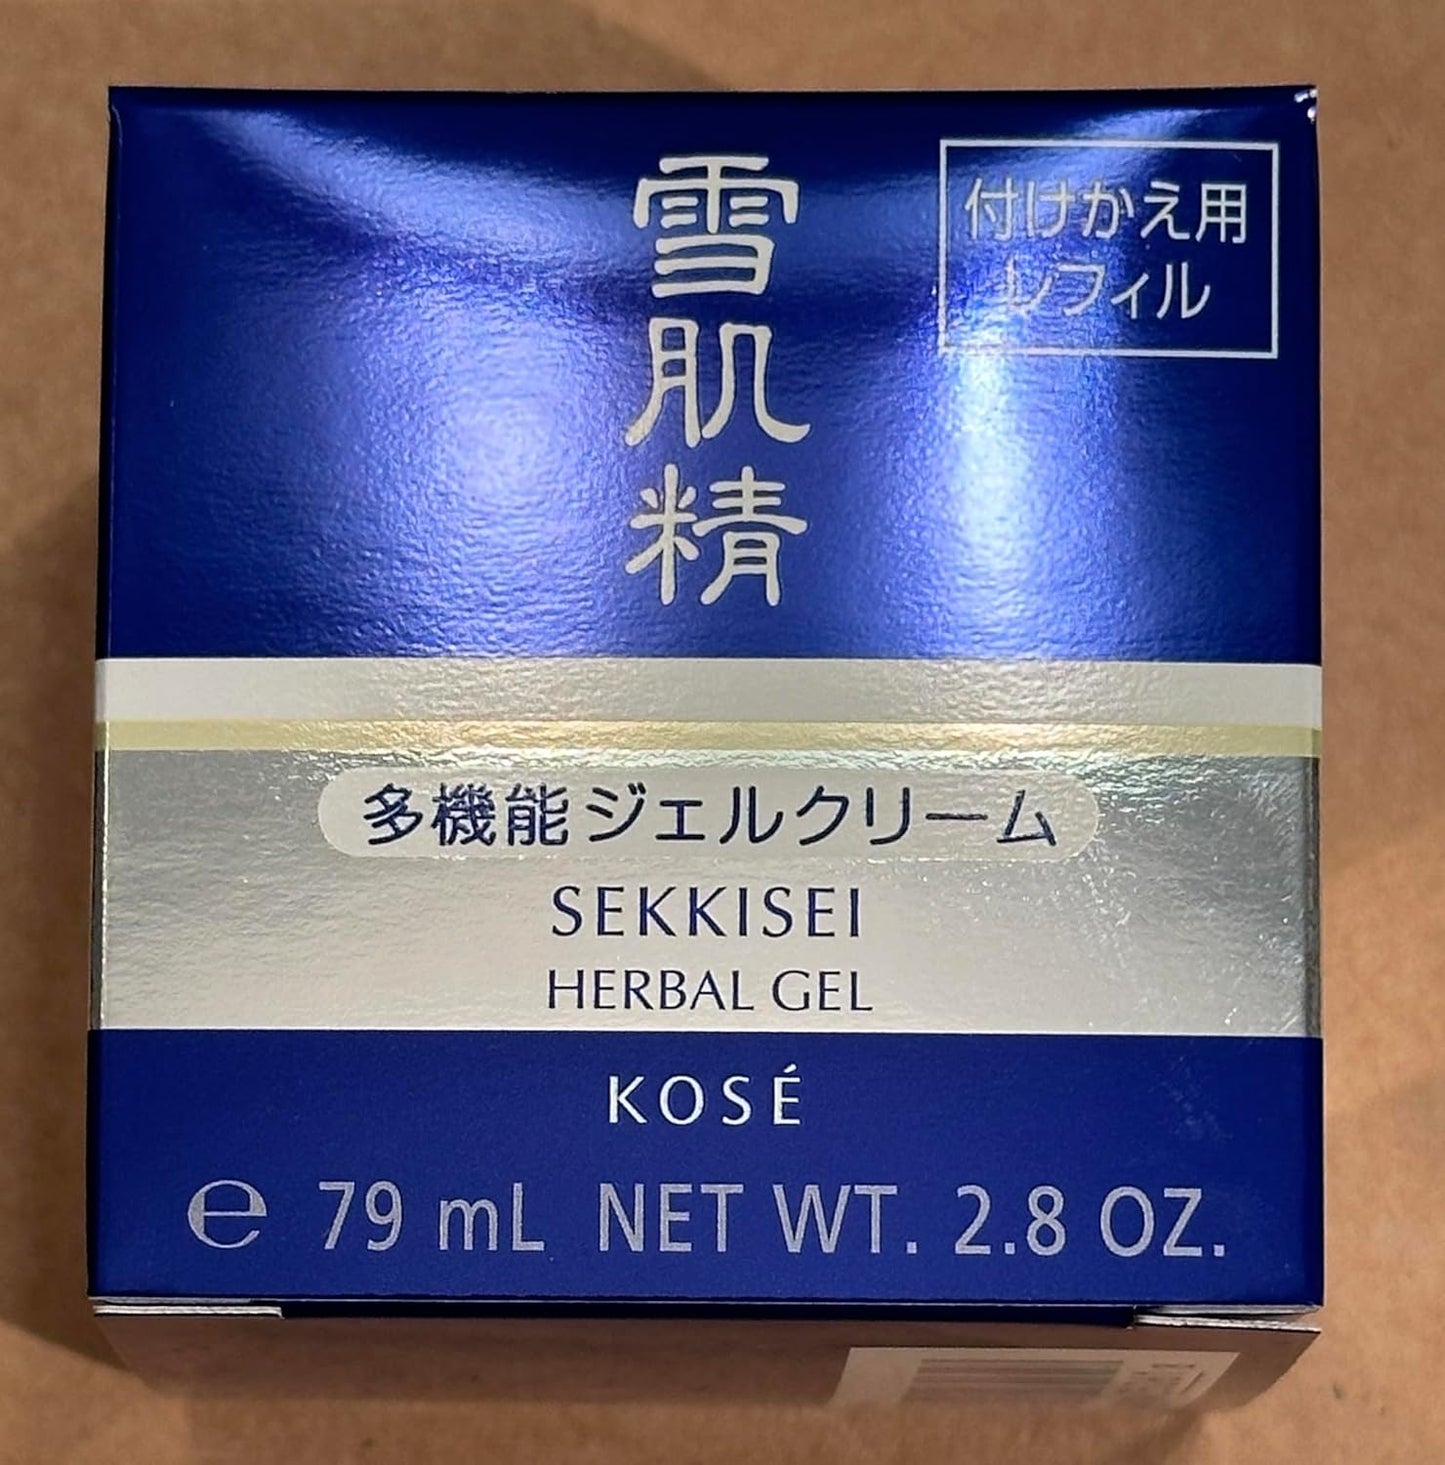 雪肌精
付けかえ用
レフィル
多機能ジェルクリーム
SEKKISEI
HERBAL GEL
KOSÉ
℮ 79 mL NET WT. 2.8 OZ.